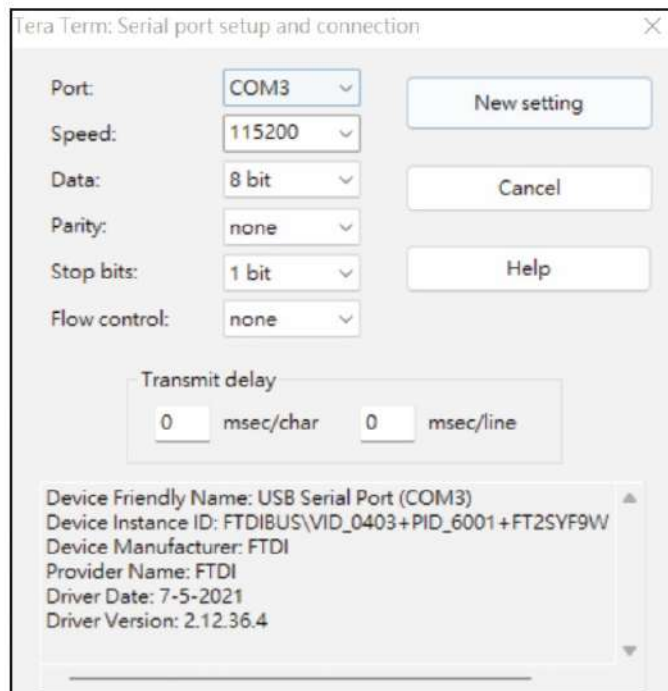 Tera Term: Serial port setup and connection
Port: COM3 New setting
Speed: 115200
Data: 8 bit Cancel
Parity: none
Stop bits: 1 bit Help
Flow control: none
Transmit delay
0 msec/char 0 msec/line
Device Friendly Name: USB Serial Port (COM3)
Device Instance ID: FTDIBUS\VID_0403+PID_6001+FT2SYF9W
Device Manufacturer: FTDI
Provider Name: FTDI
Driver Date: 7-5-2021
Driver Version: 2.12.36.4